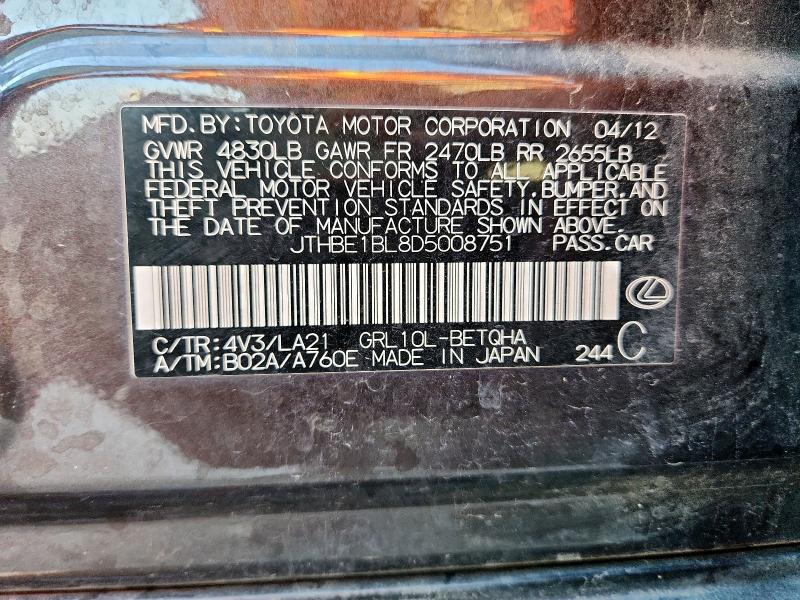 MFD.BY:TOYOTA MOTOR CORPORATION 04/12
GVWR 4830LB GAWR FR 2470LB RR 2655LB
THIS VEHICLE CONFORMS TO ALL APPLICABLE
FEDERAL MOTOR VEHICLE SAFETY,BUMPER,AND
THEFT PREVENTION STANDARDS IN EFFECT ON
THE DATE OF MANUFACTURE SHOWN ABOVE.
JTHBE1BL8D5008751 PASS.CAR
C/TR:4V3/LA21 GRL10L-BETQHA
A/TM:B02A/A760E MADE IN JAPAN 244 C